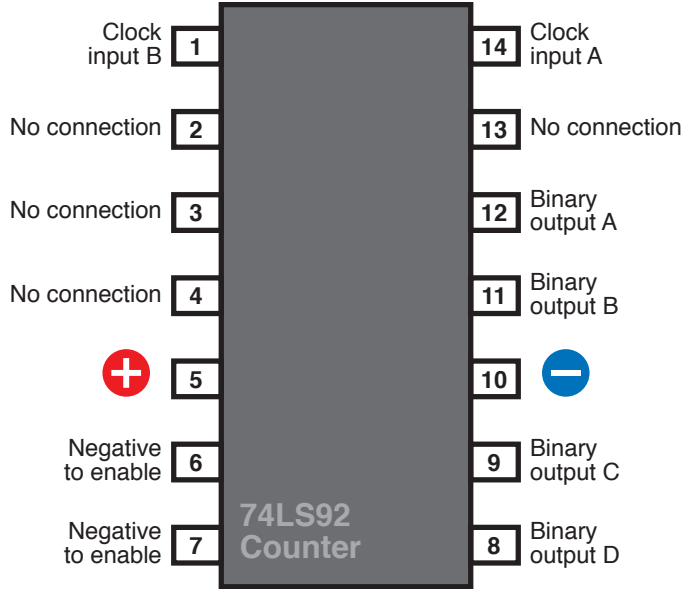 Clock
input B
1
14
Clock
input A
No connection
2
13
No connection
No connection
3
12
Binary
output A
No connection
4
11
Binary
output B
+
5
10
−
Negative
to enable
6
9
Binary
output C
Negative
to enable
7
74LS92
Counter
8
Binary
output D